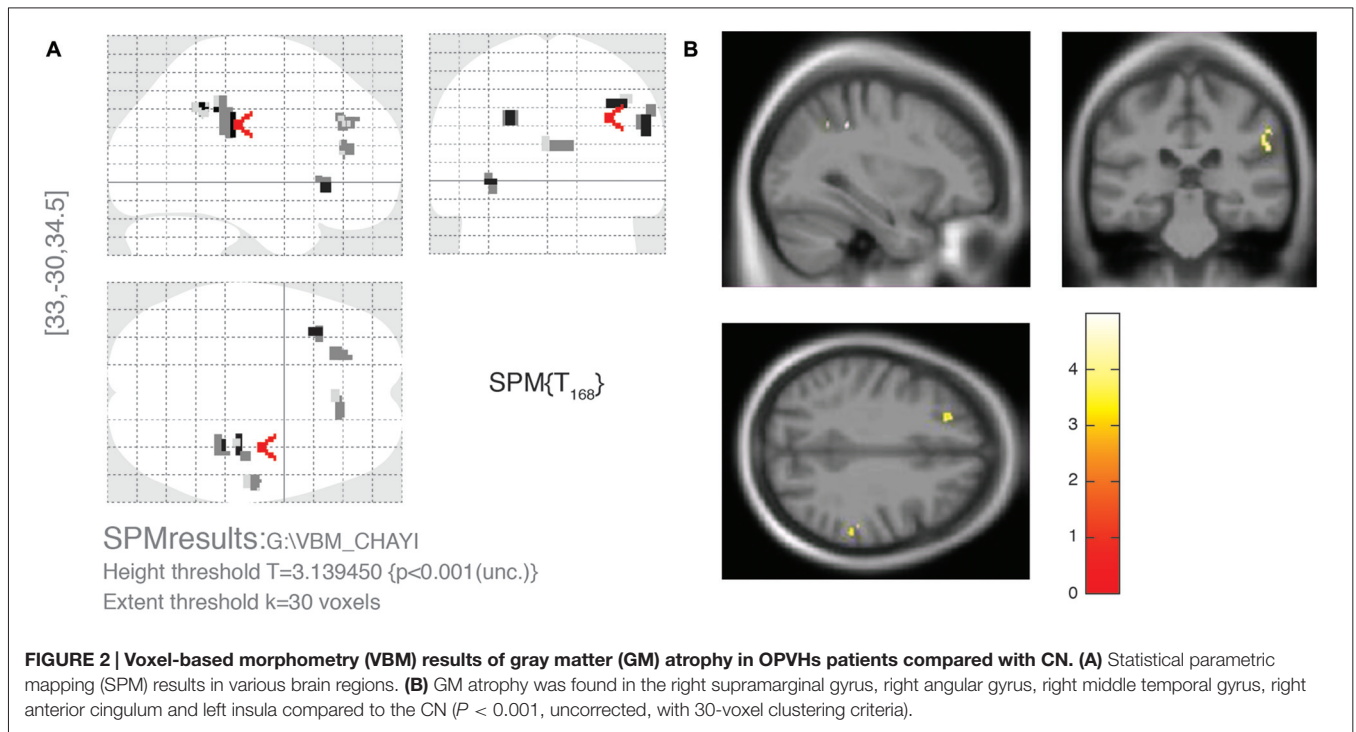 A
B
[33,-30,34.5]
SPM{T168}
SPMresults:G:\VBM_CHAYI
Height threshold T=3.139450 {p<0.001(unc.)}
Extent threshold k=30 voxels
4
3
2
1
0
FIGURE 2 | Voxel-based morphometry (VBM) results of gray matter (GM) atrophy in OPVHs patients compared with CN. (A) Statistical parametric
mapping (SPM) results in various brain regions. (B) GM atrophy was found in the right supramarginal gyrus, right angular gyrus, right middle temporal gyrus, right
anterior cingulum and left insula compared to the CN (P < 0.001, uncorrected, with 30-voxel clustering criteria).